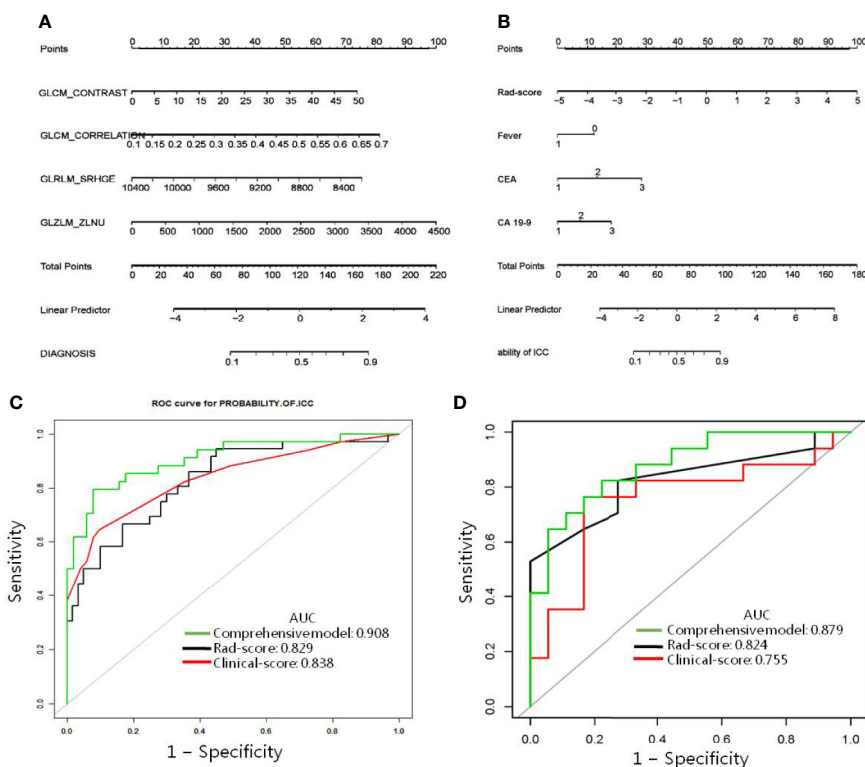 A
Points
0 10 20 30 40 50 60 70 80 90 100
GLCM_CONTRAST
0 5 10 15 20 25 30 35 40 45 50
GLCM_CORRELATION
0.1 0.15 0.2 0.25 0.3 0.35 0.4 0.45 0.5 0.55 0.6 0.65 0.7
GLRLM_SRHGE
10400 10000 9600 9200 8800 8400
GLZLM_ZLNU
0 500 1000 1500 2000 2500 3000 3500 4000 4500
Total Points
0 20 40 60 80 100 120 140 160 180 200 220
Linear Predictor
-4 -2 0 2 4
DIAGNOSIS
0.1 0.5 0.9
B
Points
0 10 20 30 40 50 60 70 80 90 100
Rad-score
-5 -4 -3 -2 -1 0 1 2 3 4 5
Fever
0
1
CEA
2
1 3
CA 19-9
2
1 3
Total Points
0 20 40 60 80 100 120 140 160 180
Linear Predictor
-4 -2 0 2 4 6 8
ability of ICC
0.1 0.5 0.9
C
ROC curve for PROBABILITY.OF.ICC
Sensitivity
1.0
0.8
0.6
0.4
0.2
0.0
AUC
Comprehensive model: 0.908
Rad-score: 0.829
Clinical-score: 0.838
0.0 0.2 0.4 0.6 0.8 1.0
1 - Specificity
D
Sensitivity
1.0
0.8
0.6
0.4
0.2
0.0
AUC
Comprehensive model: 0.879
Rad-score: 0.824
Clinical-score: 0.755
0.0 0.2 0.4 0.6 0.8 1.0
1 - Specificity